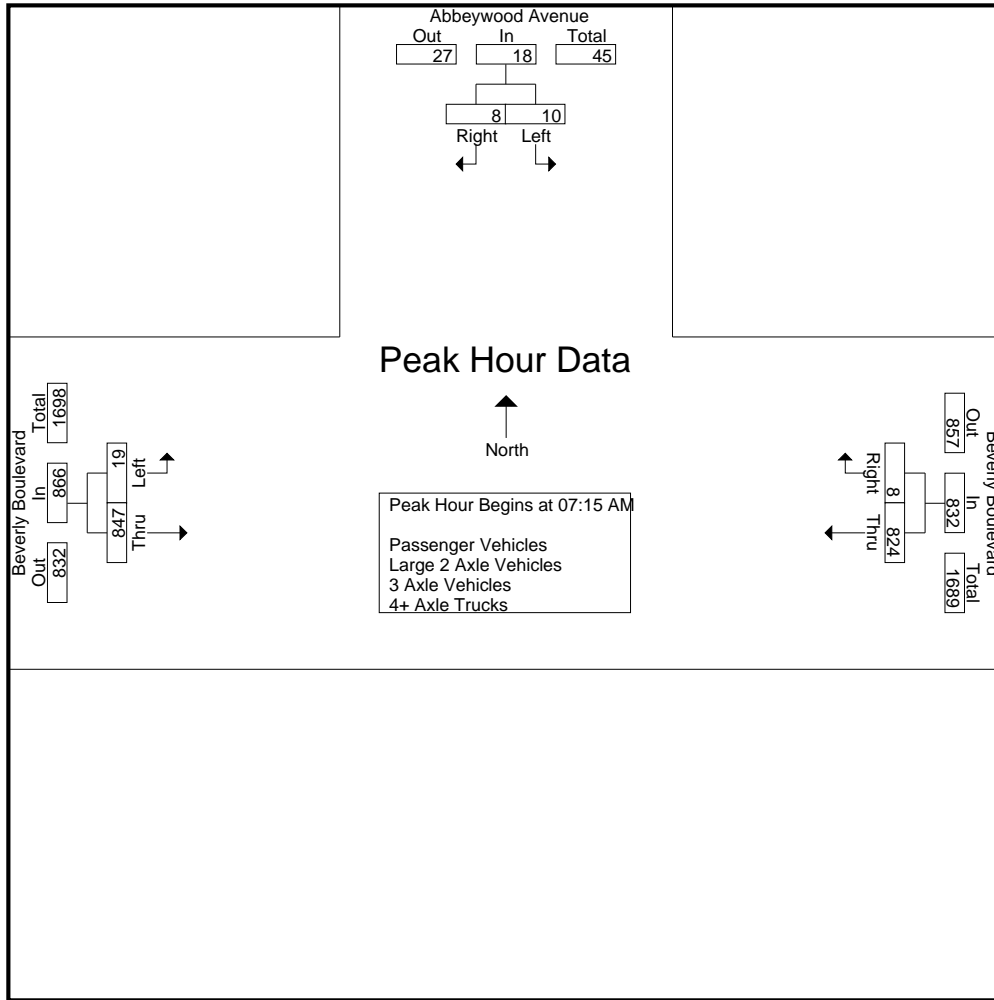 Abbeywood Avenue
Out In Total
27 18 45
8 10
Right Left
Peak Hour Data
North
Peak Hour Begins at 07:15 AM
Passenger Vehicles
Large 2 Axle Vehicles
3 Axle Vehicles
4+ Axle Trucks
Beverly Boulevard
Out In Total
832 866 1698
847 19
Thru Left
Beverly Boulevard
Out In Total
857 832 1689
8 824
Right Thru